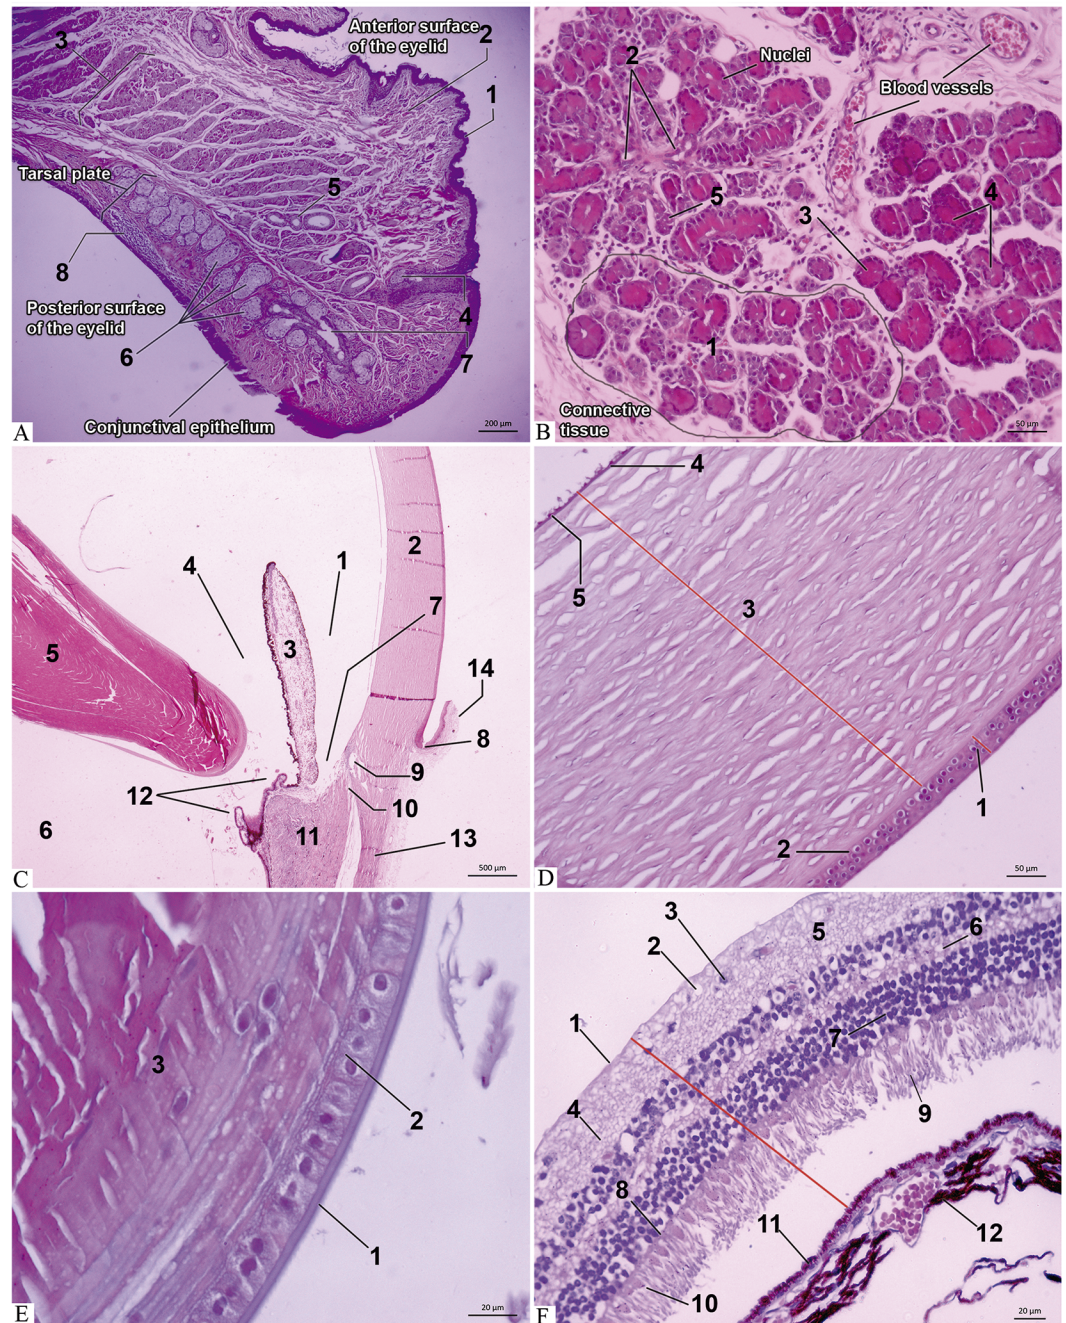 Anterior surface
of the eyelid
3
2
1
Tarsal plate
5
8
Posterior surface
of the eyelid
4
6
7
Conjunctival epithelium
A
200 µm
2
Nuclei
Blood vessels
5
4
3
1
Connective
tissue
B
50 µm
2
1
4
7
3
5
14
8
9
12
10
6
11
13
C
500 µm
4
5
3
1
2
D
50 µm
3
2
1
E
20 µm
3
2
5
6
1
7
4
9
8
11
12
10
F
20 µm